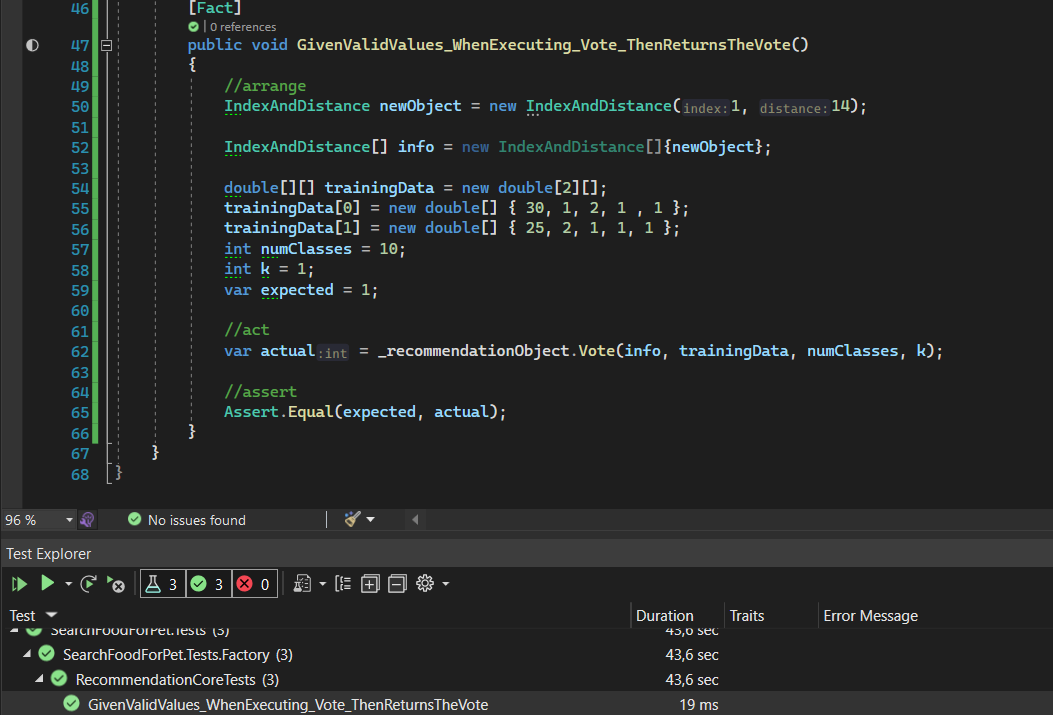 46 [Fact]
| 0 references
47 public void GivenValidValues_WhenExecuting_Vote_ThenReturnsTheVote()
48 {
49 //arrange
50 IndexAndDistance newObject = new IndexAndDistance(index:1, distance:14);
51
52 IndexAndDistance[] info = new IndexAndDistance[]{newObject};
53
54 double[][] trainingData = new double[2][];
55 trainingData[0] = new double[] { 30, 1, 2, 1 , 1 };
56 trainingData[1] = new double[] { 25, 2, 1, 1, 1 };
57 int numClasses = 10;
58 int k = 1;
59 var expected = 1;
60
61 //act
62 var actual:int = _recommendationObject.Vote(info, trainingData, numClasses, k);
63
64 //assert
65 Assert.Equal(expected, actual);
66 }
67 }
68 }
96 % No issues found
Test Explorer
3 3 0
Test Duration Traits Error Message
SearchFoodForPet.Tests (3) 43,6 sec
SearchFoodForPet.Tests.Factory (3) 43,6 sec
RecommendationCoreTests (3) 43,6 sec
GivenValidValues_WhenExecuting_Vote_ThenReturnsTheVote 19 ms